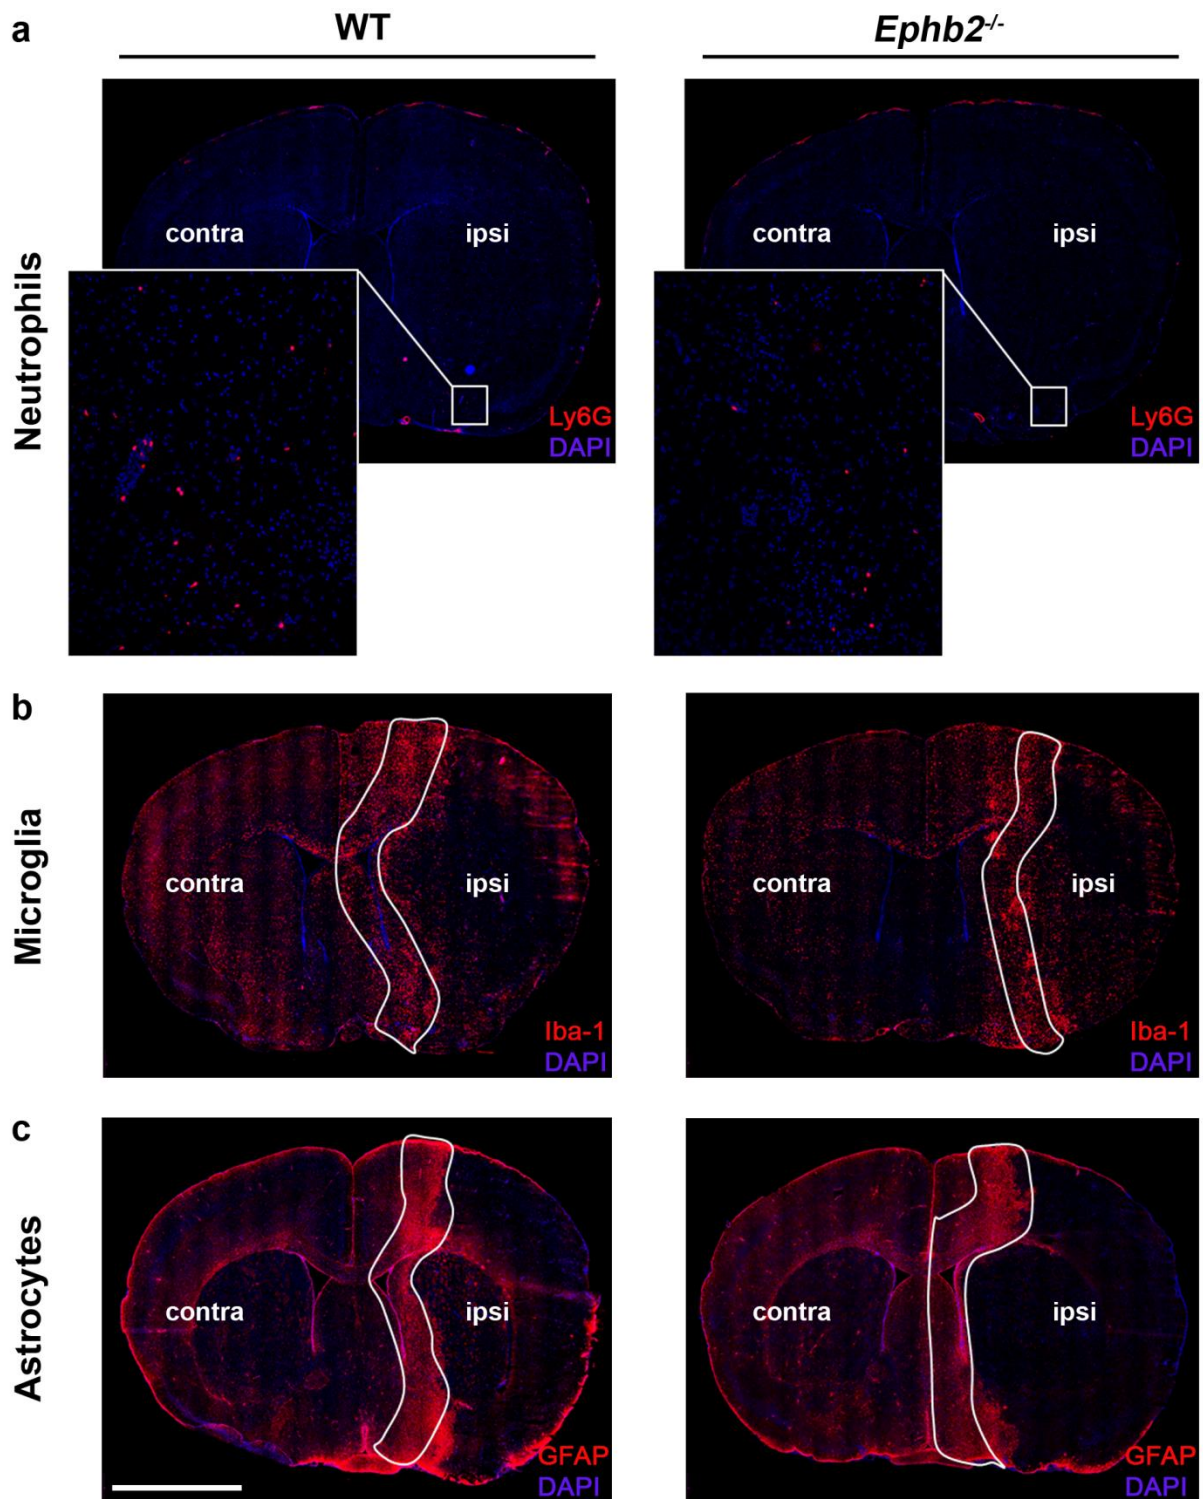 a
WT
Ephb2-/-
Neutrophils
contra
ipsi
Ly6G
DAPI
contra
ipsi
Ly6G
DAPI
b
Microglia
contra
ipsi
Iba-1
DAPI
contra
ipsi
Iba-1
DAPI
c
Astrocytes
contra
ipsi
GFAP
DAPI
contra
ipsi
GFAP
DAPI